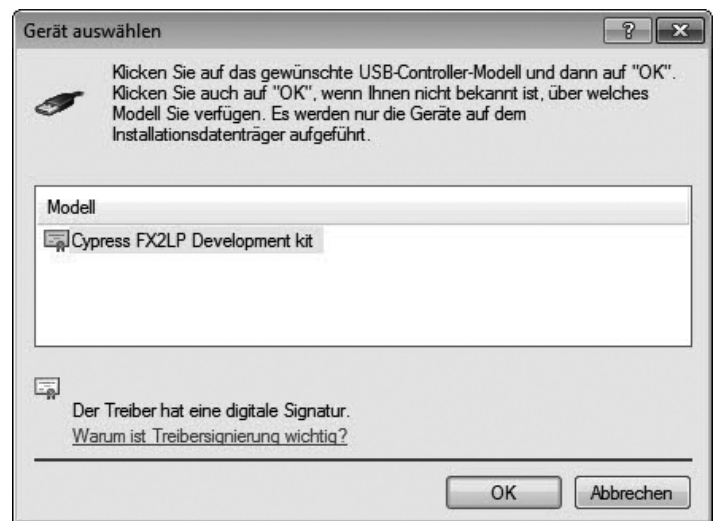 Gerät auswählen
Klicken Sie auf das gewünschte USB-Controller-Modell und dann auf "OK".
Klicken Sie auch auf "OK", wenn Ihnen nicht bekannt ist, über welches
Modell Sie verfügen. Es werden nur die Geräte auf dem
Installationsdatenträger aufgeführt.
Modell
Cypress FX2LP Development kit
Der Treiber hat eine digitale Signatur.
Warum ist Treibersignierung wichtig?
OK Abbrechen